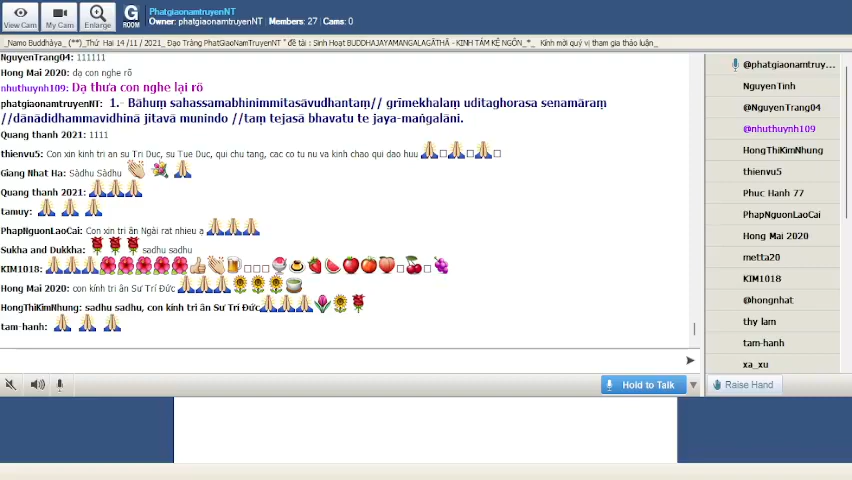 View Cam
My Cam
Enlarge
G
ROOM
PhatgiaonamtruyenNT
Owner: phatgiaonamtruyenNT | Members: 27 | Cams: 0
_Namo Buddhàya_ (**)_Thứ Hai 14 /11 / 2021_ Đạo Tràng PhatGiaoNamTruyenNT " đề tài : Sinh Hoạt BUDDHAJAYAMANGALAGĀTHĀ - KINH TÁM KỆ NGÔN_*_ Kính mời quý vị tham gia thảo luận_
NguyenTrang04: 111111
Hong Mai 2020: dạ con nghe rõ
nhuthuynh109: Dạ thưa con nghe lại rõ
phatgiaonamtruyenNT: 1.- Bāhuṃ sahassamabhinimmitasāvudhantaṃ// grīmekhalaṃ uditaghorasa senamāraṃ
//dānādidhammavidhinā jitavā munindo //taṃ tejasā bhavatu te jaya-maṅgalāni.
Quang thanh 2021: 1111
thienvu5: Con xin kinh tri an su Tri Duc, su Tue Duc, qui chu tang, cac co tu nu va kinh chao qui dao huu
Giang Nhat Ha: Sàdhu Sàdhu
Quang thanh 2021:
tamuy:
PhapNguonLaoCai: Con xin tri ân Ngài rat nhieu a
Sukha and Dukkha: sadhu sadhu
KIM1018:
Hong Mai 2020: con kính tri ân Sư Trí Đức
HongThiKimNhung: sadhu sadhu, con kính tri ân Sư Trí Đức
tam-hanh:
Hold to Talk
Raise Hand
@phatgiaonamtruy...
NguyenTinh
@NguyenTrang04
@nhuthuynh109
HongThiKimNhung
thienvu5
Phuc Hanh 77
PhapNguonLaoCai
Hong Mai 2020
metta20
KIM1018
@hongnhat
thy lam
tam-hanh
xa_xu